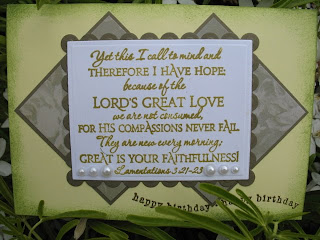 Yet this I call to mind and
THEREFORE I HAVE HOPE:
because of the
LORD'S GREAT LOVE
we are not consumed,
FOR HIS COMPASSIONS NEVER FAIL.
They are new every morning;
GREAT IS YOUR FAITHFULNESS!
Lamentations 3:21-23
happy birthday, happy birthday